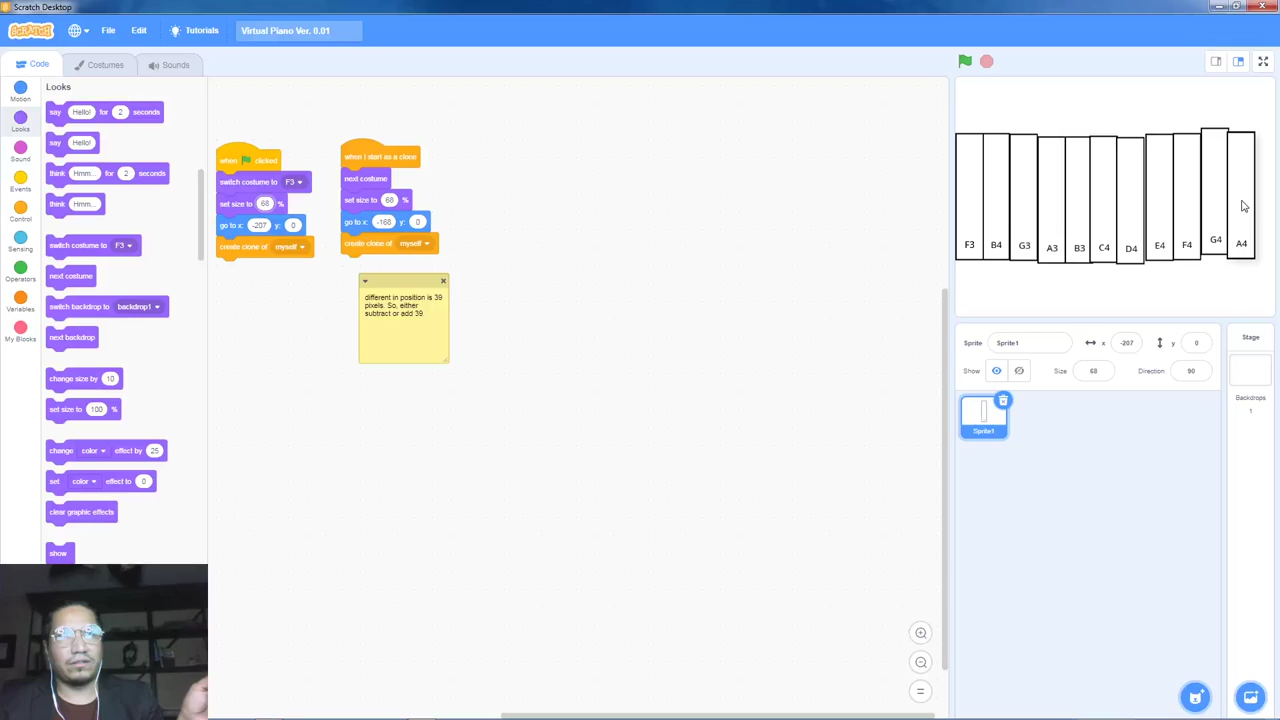 Scratch Desktop
SCRATCH
File
Edit
Tutorials
Virtual Piano Ver. 0.01
Code
Costumes
Sounds
Motion
Looks
Sound
Events
Control
Sensing
Operators
Variables
My Blocks
Looks
say Hello! for 2 seconds
say Hello!
think Hmm... for 2 seconds
think Hmm...
switch costume to F3
next costume
switch backdrop to backdrop1
next backdrop
change size by 10
set size to 100 %
change color effect by 25
set color effect to 0
clear graphic effects
show
when clicked
switch costume to F3
set size to 68 %
go to x: -207 y: 0
create clone of myself
when I start as a clone
next costume
set size to 68 %
go to x: -168 y: 0
create clone of myself
different in position is 39
pixels. So, either
subtract or add 39.
F3 B4 G3 A3 B3 C4 D4 E4 F4 G4 A4
Sprite Sprite1 x -207 y 0
Show Size 68 Direction 90
Sprite1
Stage
Backdrops
1